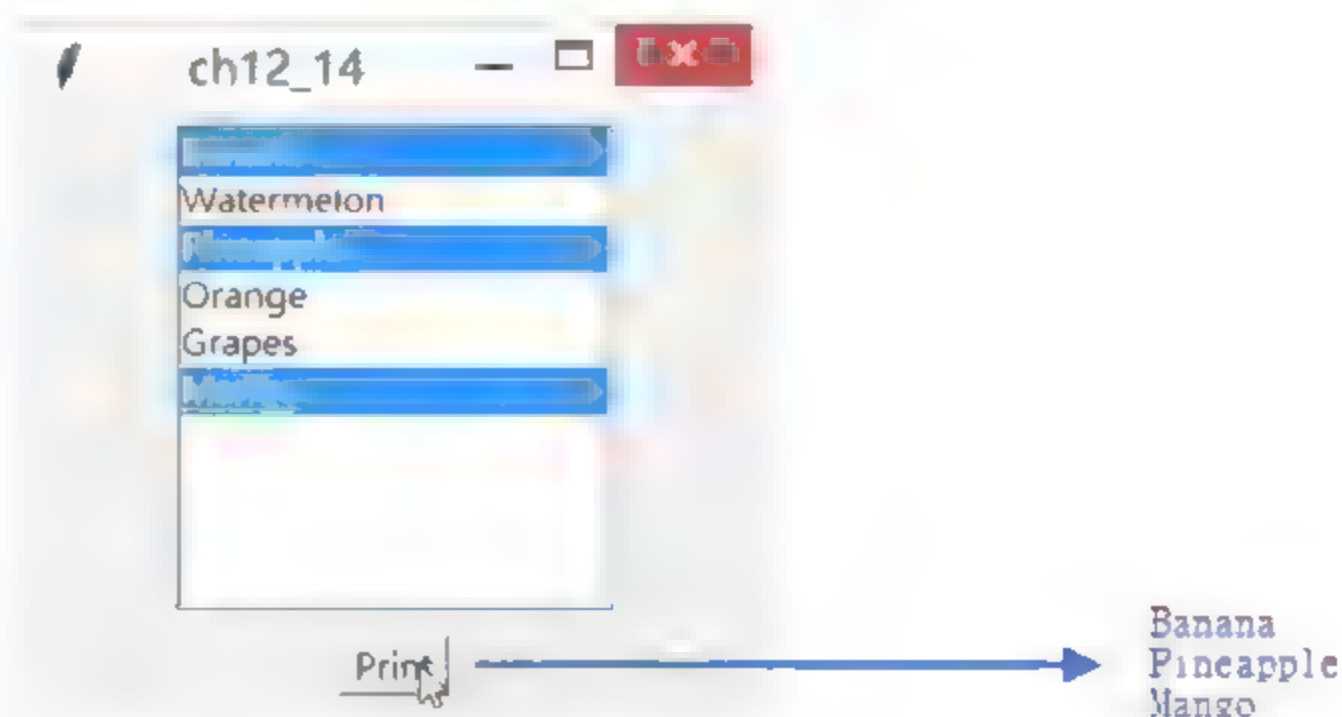 ch12_14
Watermelon
Orange
Grapes
Print
Banana
Pineapple
Mango